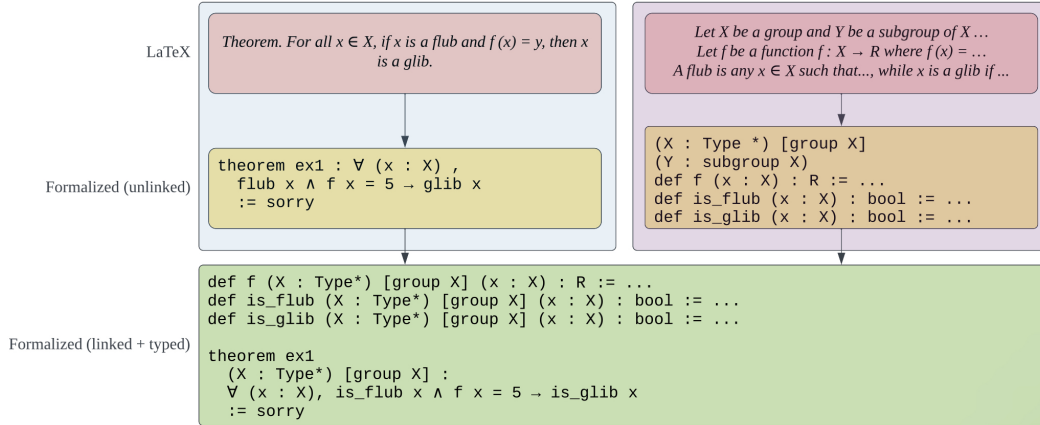 LaTeX
Theorem. For all x ∈ X, if x is a flub and f (x) = y, then x
is a glib.
Let X be a group and Y be a subgroup of X …
Let f be a function f : X → R where f (x) = …
A flub is any x ∈ X such that..., while x is a glib if ...
Formalized (unlinked)
theorem ex1 : ∀ (x : X) ,
flub x ∧ f x = 5 → glib x
:= sorry
(X : Type *) [group X]
(Y : subgroup X)
def f (x : X) : R := ...
def is_flub (x : X) : bool := ...
def is_glib (x : X) : bool := ...
Formalized (linked + typed)
def f (X : Type*) [group X] (x : X) : R := ...
def is_flub (X : Type*) [group X] (x : X) : bool := ...
def is_glib (X : Type*) [group X] (x : X) : bool := ...
theorem ex1
(X : Type*) [group X] :
∀ (x : X), is_flub x ∧ f x = 5 → is_glib x
:= sorry